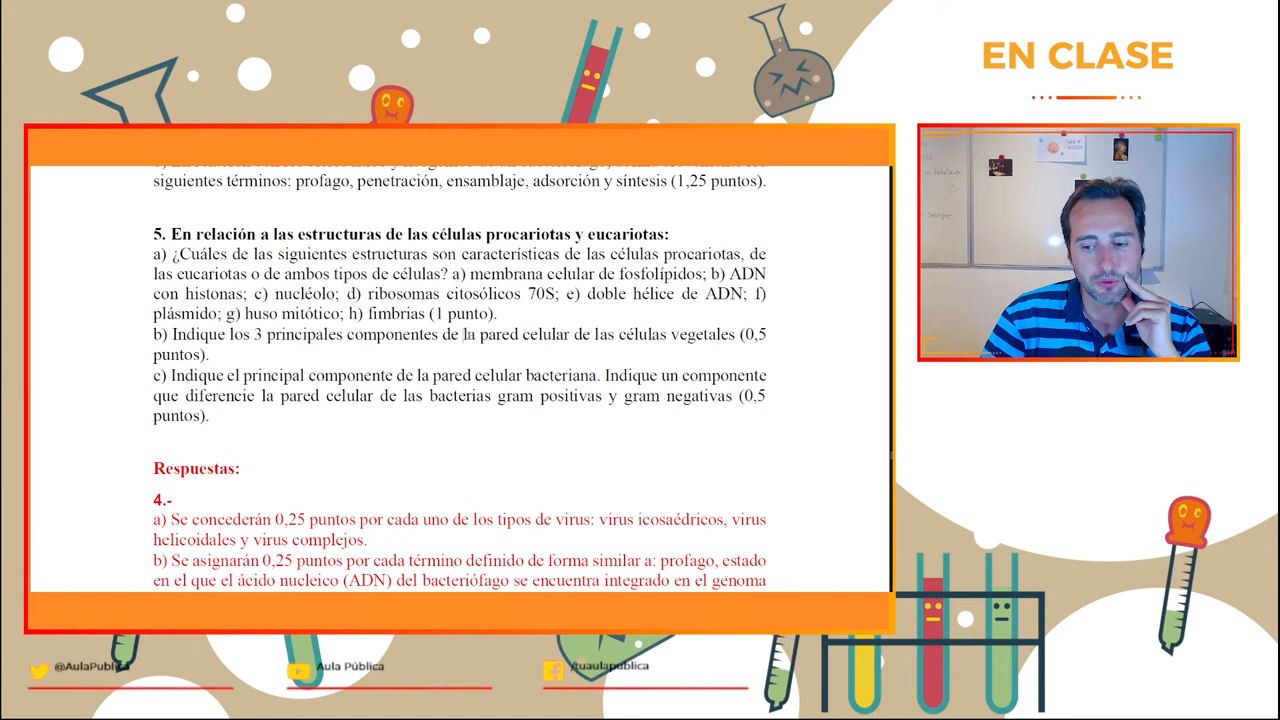 EN CLASE
siguientes términos: profago, penetración, ensamblaje, adsorción y síntesis (1,25 puntos).
5. En relación a las estructuras de las células procariotas y eucariotas:
a) ¿Cuáles de las siguientes estructuras son características de las células procariotas, de
las eucariotas o de ambos tipos de células? a) membrana celular de fosfolípidos; b) ADN
con histonas; c) nucléolo; d) ribosomas citosólicos 70S; e) doble hélice de ADN; f)
plásmido; g) huso mitótico; h) fimbrias (1 punto).
b) Indique los 3 principales componentes de la pared celular de las células vegetales (0,5
puntos).
c) Indique el principal componente de la pared celular bacteriana. Indique un componente
que diferencie la pared celular de las bacterias gram positivas y gram negativas (0,5
puntos).
Respuestas:
4.-
a) Se concederán 0,25 puntos por cada uno de los tipos de virus: virus icosaédricos, virus
helicoidales y virus complejos.
b) Se asignarán 0,25 puntos por cada término definido de forma similar a: profago, estado
en el que el ácido nucleico (ADN) del bacteriófago se encuentra integrado en el genoma
@AulaPublica
Aula Pública
/tuaulapublica